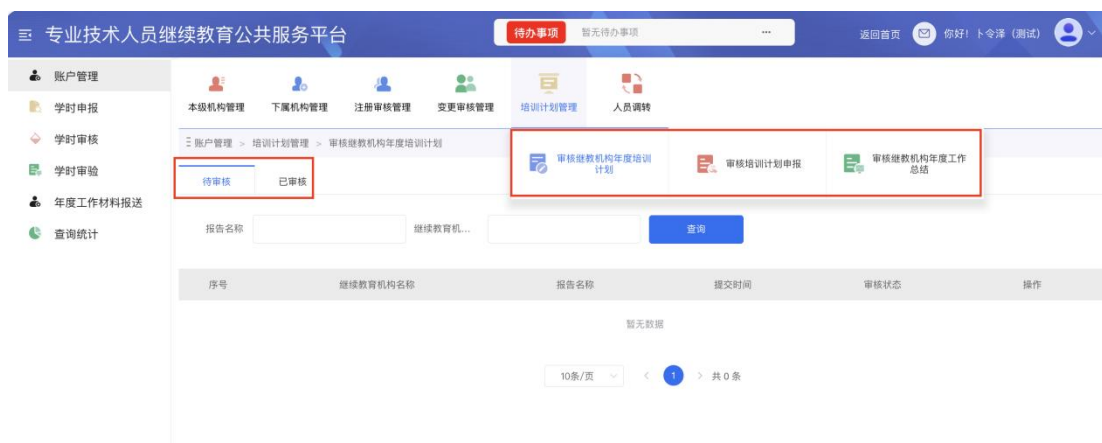 专业技术人员继续教育公共服务平台
待办事项 暂无待办事项 ...
返回首页 你好！卜令泽（测试）
账户管理
学时申报
学时审核
学时审验
年度工作材料报送
查询统计
本级机构管理 下属机构管理 注册审核管理 变更审核管理 培训计划管理 人员调转
账户管理 > 培训计划管理 > 审核继教机构年度培训计划
审核继教机构年度培训
计划
审核培训计划申报
审核继教机构年度工作
总结
待审核 已审核
报告名称 继续教育机... 查询
序号 继续教育机构名称 报告名称 提交时间 审核状态 操作
暂无数据
10条/页 < 1 > 共 0 条